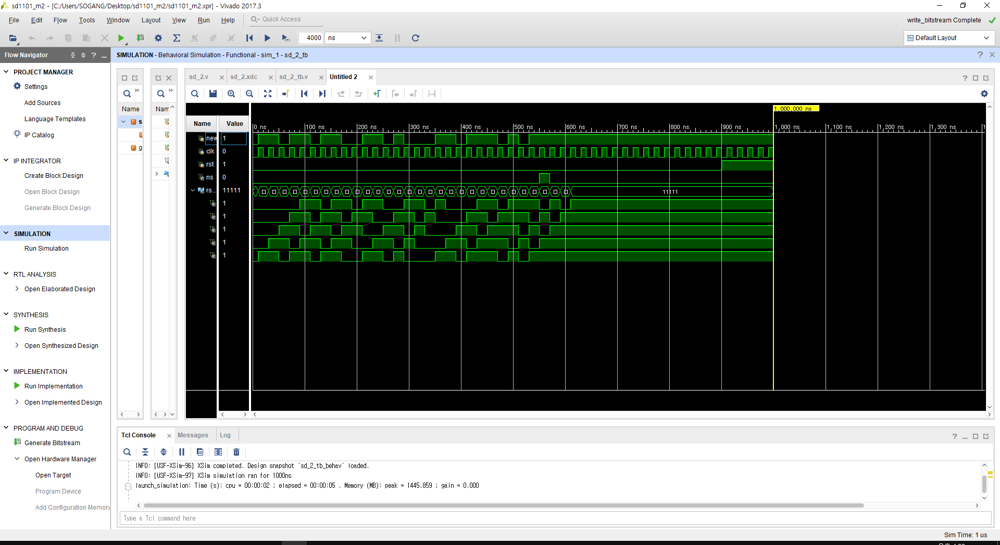 sd1101_m2 - [C:/Users/SOGANG/Desktop/sd1101_m2/sd1101_m2.xpr] - Vivado 2017.3
File Edit Flow Tools Window Layout View Run Help Quick Access
write_bitstream Complete
4000 ns
Default Layout
Flow Navigator
SIMULATION - Behavioral Simulation - Functional - sim_1 - sd_2_tb
PROJECT MANAGER
Settings
Add Sources
Language Templates
IP Catalog
IP INTEGRATOR
Create Block Design
Open Block Design
Generate Block Design
SIMULATION
Run Simulation
RTL ANALYSIS
Open Elaborated Design
SYNTHESIS
Run Synthesis
Open Synthesized Design
IMPLEMENTATION
Run Implementation
Open Implemented Design
PROGRAM AND DEBUG
Generate Bitstream
Open Hardware Manager
Open Target
Program Device
Add Configuration Memory
Name
s
g
Nam
sd_2.v sd_2.xdc sd_2_tb.v Untitled 2
1,000,000 ns
Name Value
0 ns 100 ns 200 ns 300 ns 400 ns 500 ns 600 ns 700 ns 800 ns 900 ns 1,000 ns 1,100 ns 1,200 ns 1,300 ns 1
new 1
clk 0
rst 1
ns 0
rs... 11111 11111
1
1
1
1
1
Tcl Console Messages Log
INFO: [USF-XSim-96] XSim completed. Design snapshot 'sd_2_tb_behav' loaded.
INFO: [USF-XSim-97] XSim simulation ran for 1000ns
launch_simulation: Time (s): cpu = 00:00:02 ; elapsed = 00:00:05 . Memory (MB): peak = 1445.859 ; gain = 0.000
Type a Tcl command here
Sim Time: 1 us